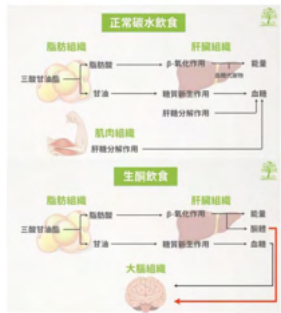 正常碳水飲食
脂肪組織
肝臟組織
脂肪酸
β-氧化作用
能量
三酸甘油酯
甘油
糖質新生作用
血糖
肝糖分解作用
肌肉組織
肝糖分解作用
生酮飲食
脂肪組織
肝臟組織
脂肪酸
β-氧化作用
能量
三酸甘油酯
酮體
甘油
糖質新生作用
血糖
大腦組織